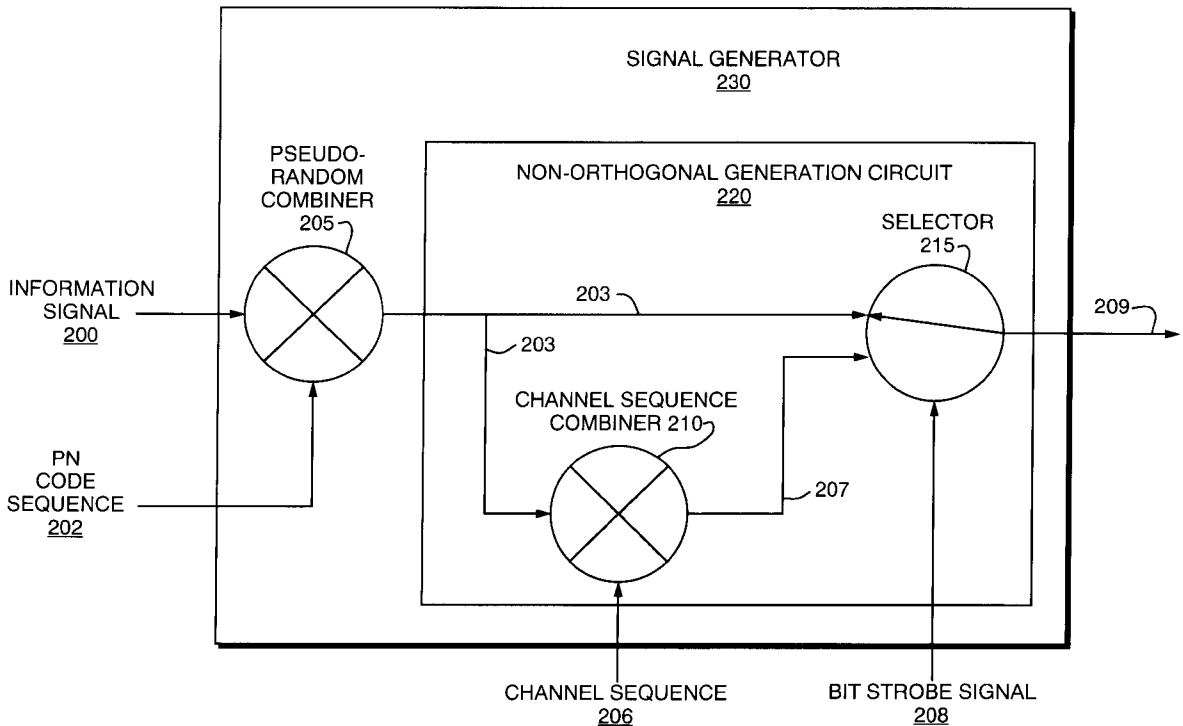 SIGNAL GENERATOR
230
PSEUDO-
RANDOM
COMBINER
205
NON-ORTHOGONAL GENERATION CIRCUIT
220
SELECTOR
215
INFORMATION
SIGNAL
200
203
203
209
CHANNEL SEQUENCE
COMBINER 210
207
PN
CODE
SEQUENCE
202
CHANNEL SEQUENCE
206
BIT STROBE SIGNAL
208